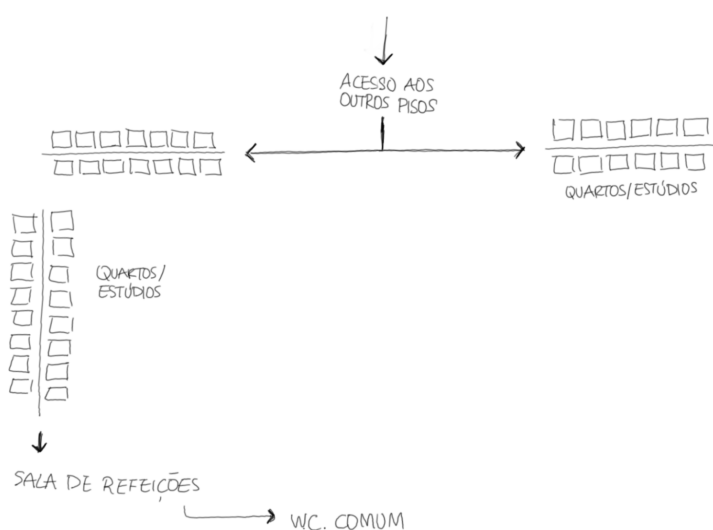 ACESSO AOS
OUTROS PISOS
QUARTOS/ESTÚDIOS
QUARTOS/
ESTÚDIOS
SALA DE REFEIÇÕES
WC. COMUM